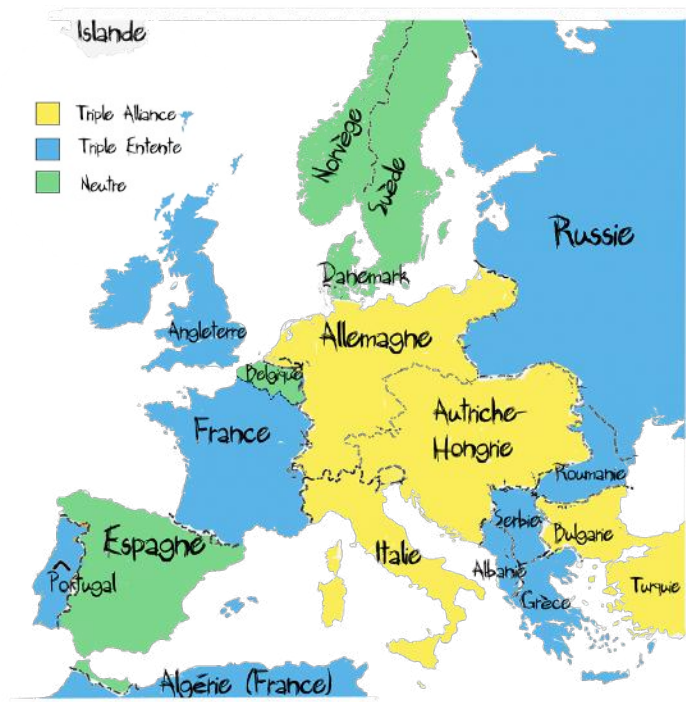 Islande
Triple Alliance
Triple Entente
Neutre
Norvège
Suède
Russie
Danemark
Angleterre
Allemagne
Belgique
France
Autriche-
Hongrie
Roumanie
Serbie
Bulgarie
Espagne
Italie
Albanie
Portugal
Grèce
Turquie
Algérie (France)